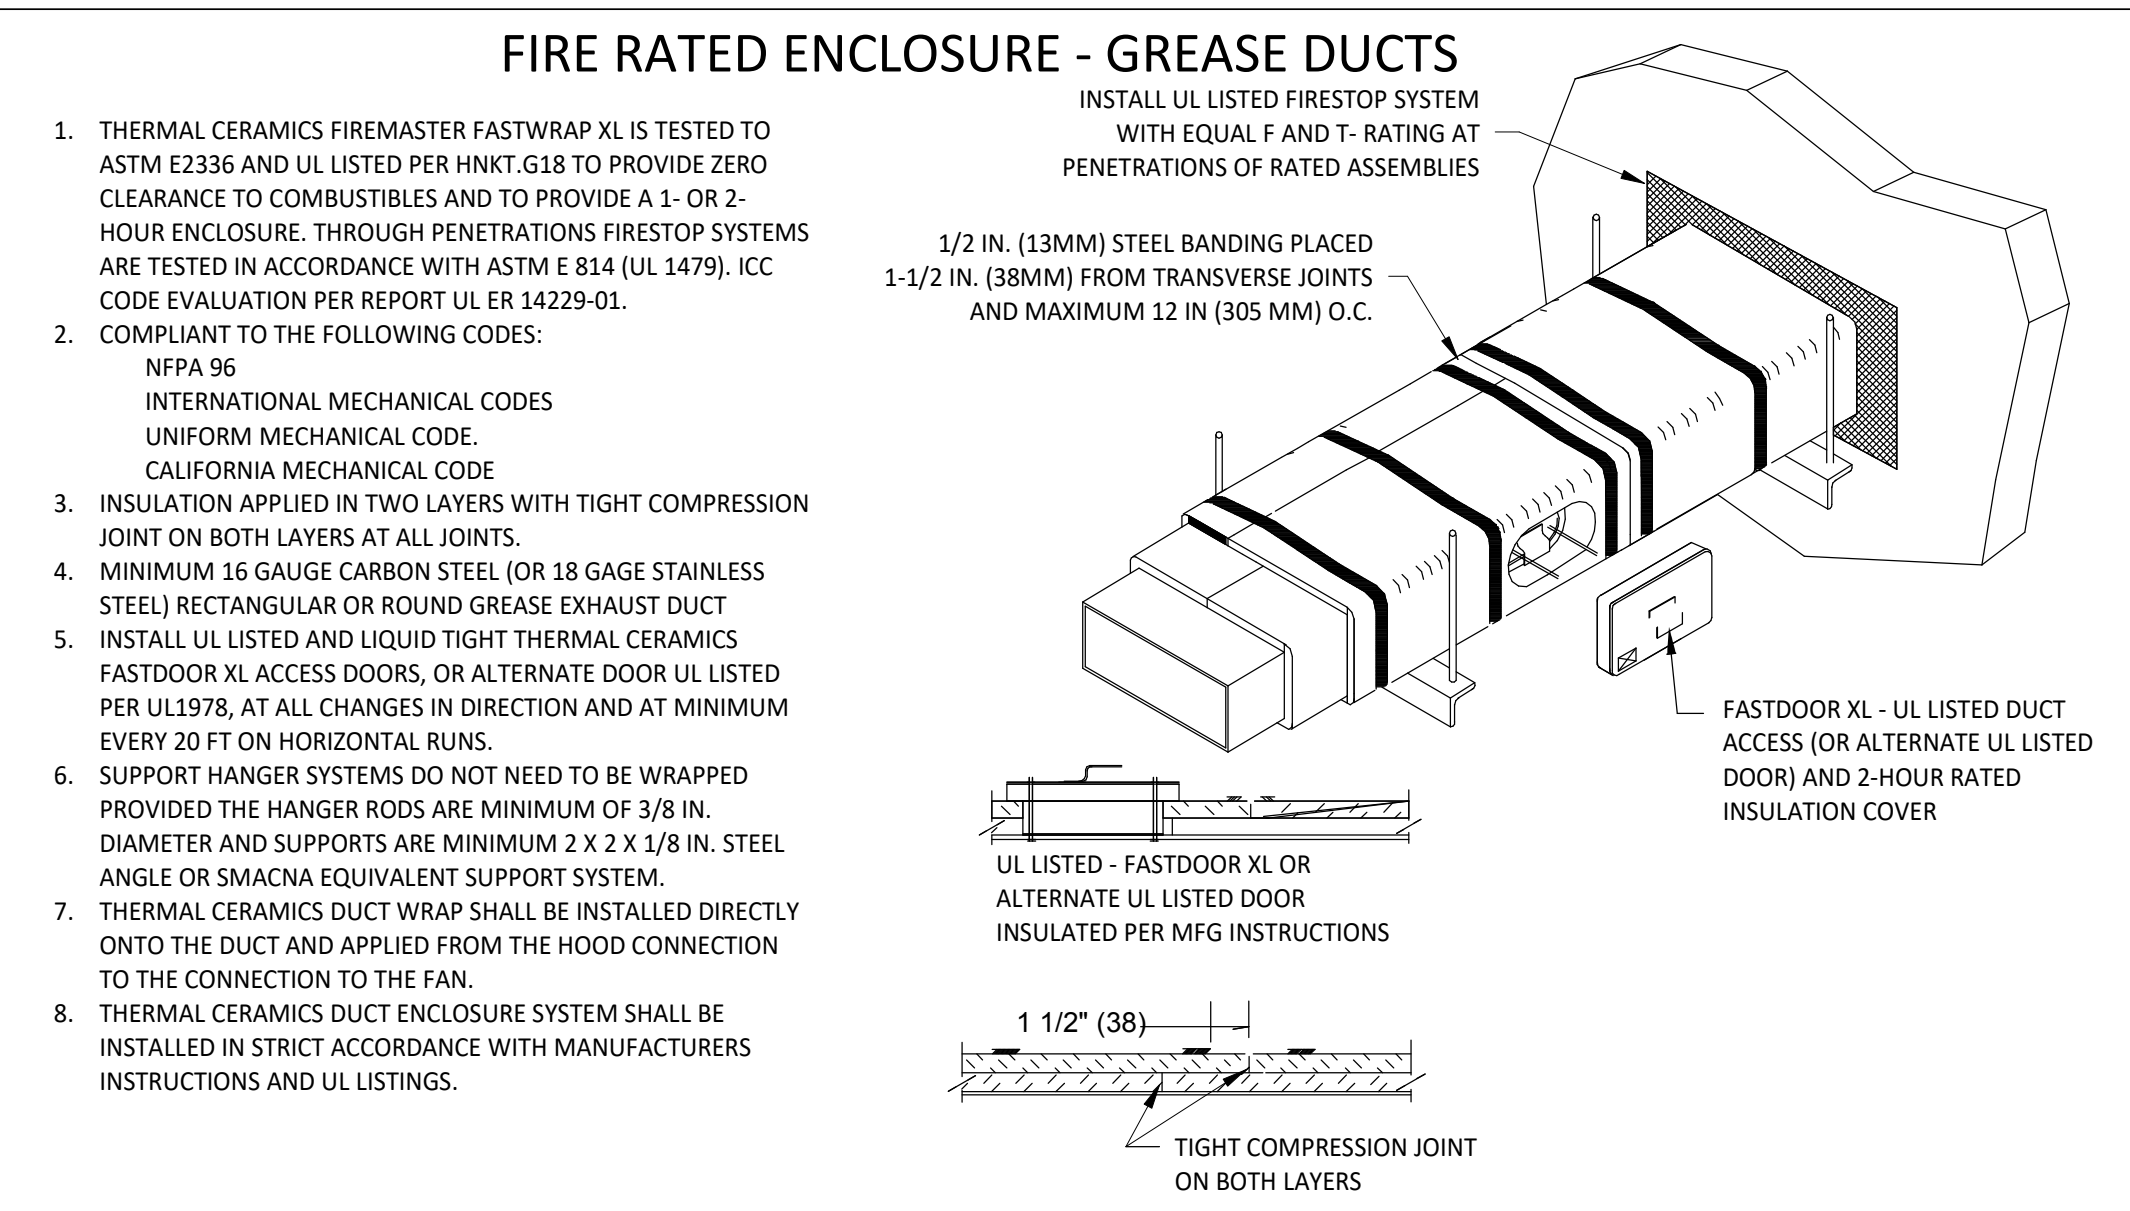 FIRE RATED ENCLOSURE - GREASE DUCTS
1. THERMAL CERAMICS FIREMASTER FASTWRAP XL IS TESTED TO
ASTM E2336 AND UL LISTED PER HNKT.G18 TO PROVIDE ZERO
CLEARANCE TO COMBUSTIBLES AND TO PROVIDE A 1- OR 2-
HOUR ENCLOSURE. THROUGH PENETRATIONS FIRESTOP SYSTEMS
ARE TESTED IN ACCORDANCE WITH ASTM E 814 (UL 1479). ICC
CODE EVALUATION PER REPORT UL ER 14229-01.
2. COMPLIANT TO THE FOLLOWING CODES:
NFPA 96
INTERNATIONAL MECHANICAL CODES
UNIFORM MECHANICAL CODE.
CALIFORNIA MECHANICAL CODE
3. INSULATION APPLIED IN TWO LAYERS WITH TIGHT COMPRESSION
JOINT ON BOTH LAYERS AT ALL JOINTS.
4. MINIMUM 16 GAUGE CARBON STEEL (OR 18 GAGE STAINLESS
STEEL) RECTANGULAR OR ROUND GREASE EXHAUST DUCT
5. INSTALL UL LISTED AND LIQUID TIGHT THERMAL CERAMICS
FASTDOOR XL ACCESS DOORS, OR ALTERNATE DOOR UL LISTED
PER UL1978, AT ALL CHANGES IN DIRECTION AND AT MINIMUM
EVERY 20 FT ON HORIZONTAL RUNS.
6. SUPPORT HANGER SYSTEMS DO NOT NEED TO BE WRAPPED
PROVIDED THE HANGER RODS ARE MINIMUM OF 3/8 IN.
DIAMETER AND SUPPORTS ARE MINIMUM 2 X 2 X 1/8 IN. STEEL
ANGLE OR SMACNA EQUIVALENT SUPPORT SYSTEM.
7. THERMAL CERAMICS DUCT WRAP SHALL BE INSTALLED DIRECTLY
ONTO THE DUCT AND APPLIED FROM THE HOOD CONNECTION
TO THE CONNECTION TO THE FAN.
8. THERMAL CERAMICS DUCT ENCLOSURE SYSTEM SHALL BE
INSTALLED IN STRICT ACCORDANCE WITH MANUFACTURERS
INSTRUCTIONS AND UL LISTINGS.
INSTALL UL LISTED FIRESTOP SYSTEM
WITH EQUAL F AND T- RATING AT
PENETRATIONS OF RATED ASSEMBLIES
1/2 IN. (13MM) STEEL BANDING PLACED
1-1/2 IN. (38MM) FROM TRANSVERSE JOINTS
AND MAXIMUM 12 IN (305 MM) O.C.
FASTDOOR XL - UL LISTED DUCT
ACCESS (OR ALTERNATE UL LISTED
DOOR) AND 2-HOUR RATED
INSULATION COVER
UL LISTED - FASTDOOR XL OR
ALTERNATE UL LISTED DOOR
INSULATED PER MFG INSTRUCTIONS
1 1/2" (38)
TIGHT COMPRESSION JOINT
ON BOTH LAYERS